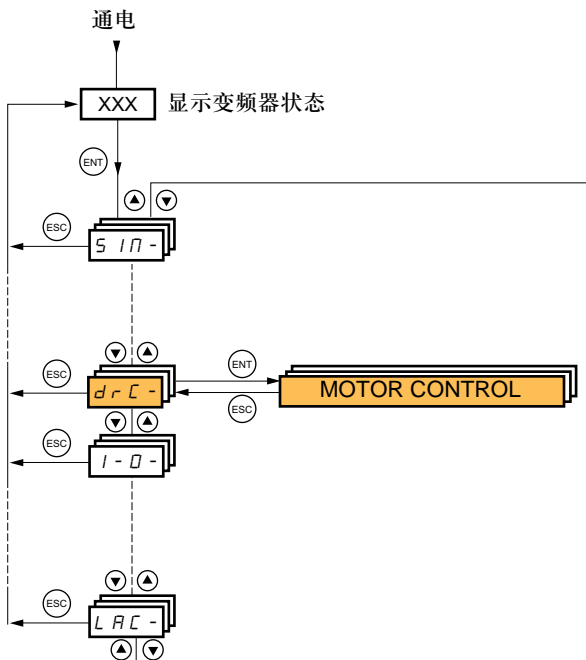 通电
XXX 显示变频器状态
ENT
ESC
SIM-
ESC
drC-
ENT
ESC
MOTOR CONTROL
ESC
I-O-
ESC
LAC-